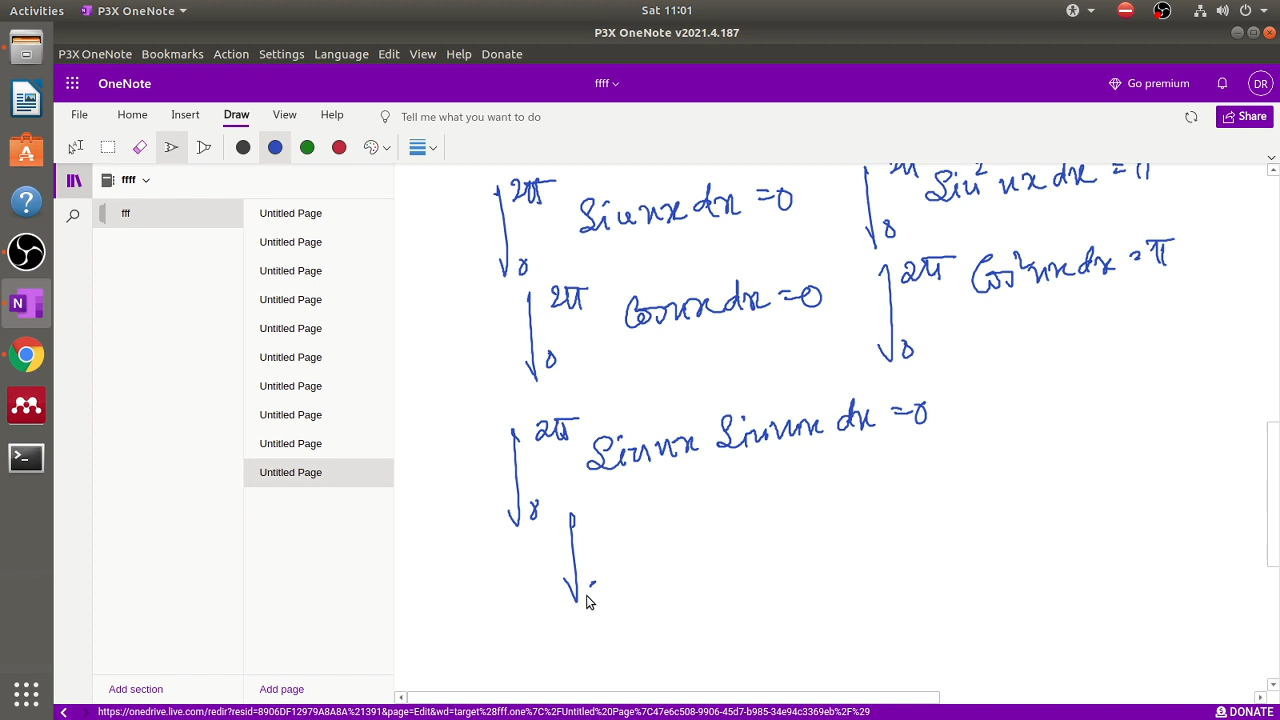 Activities P3X OneNote Sat 11:01
P3X OneNote v2021.4.187
P3X OneNote Bookmarks Action Settings Language Edit View Help Donate
OneNote ffff Go premium DR
File Home Insert Draw View Help Tell me what you want to do Share
ffff
fff
Untitled Page
Untitled Page
Untitled Page
Untitled Page
Untitled Page
Untitled Page
Untitled Page
Untitled Page
Untitled Page
Untitled Page
∫₀^2π Sin nx dx = 0
∫₀^2π Sin² nx dx = π
∫₀^2π Cos nx dx = 0
∫₀^2π Cos² nx dx = π
∫₀^2π Sin nx Sin mx dx = 0
∫
Add section Add page
https://onedrive.live.com/redir?resid=8906DF12979A8A8A%21391&page=Edit&wd=target%28fff.one%7C%2FUntitled%20Page%7C47e6c508-9906-45d7-b985-34e94c3369eb%2F%29
DONATE